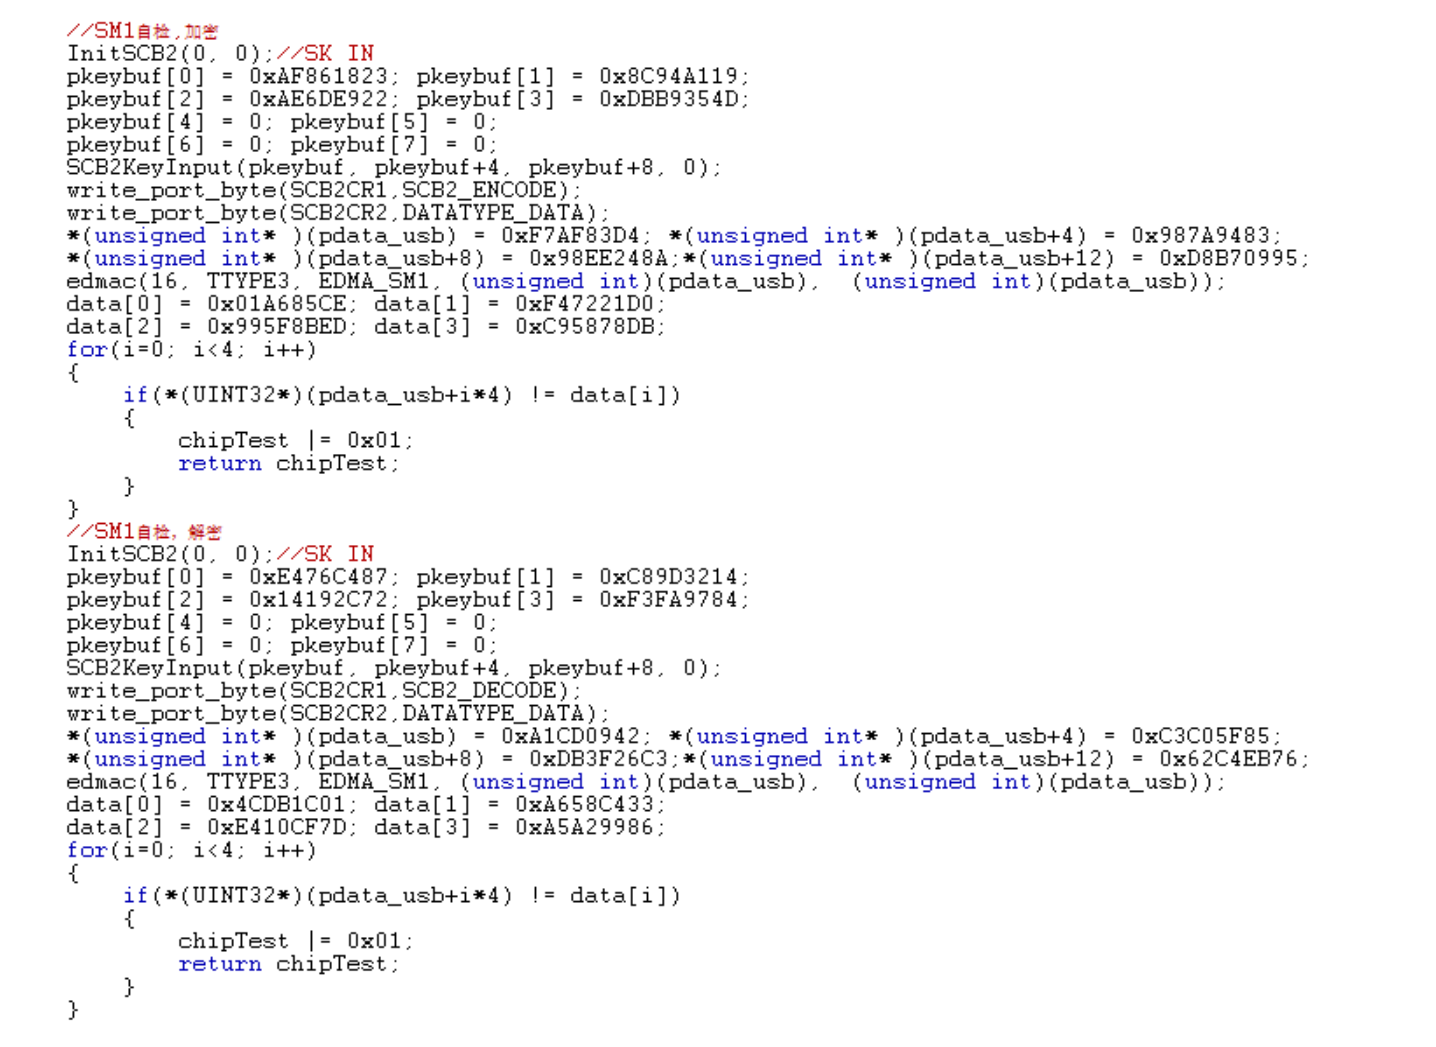 //SM1自检,加密
InitSCB2(0, 0);//SK IN
pkeybuf[0] = 0xAF861823; pkeybuf[1] = 0x8C94A119;
pkeybuf[2] = 0xAE6DE922; pkeybuf[3] = 0xDBB9354D;
pkeybuf[4] = 0; pkeybuf[5] = 0;
pkeybuf[6] = 0; pkeybuf[7] = 0;
SCB2KeyInput(pkeybuf, pkeybuf+4, pkeybuf+8, 0);
write_port_byte(SCB2CR1,SCB2_ENCODE);
write_port_byte(SCB2CR2,DATATYPE_DATA);
*(unsigned int* )(pdata_usb) = 0xF7AF83D4; *(unsigned int* )(pdata_usb+4) = 0x987A9483;
*(unsigned int* )(pdata_usb+8) = 0x98EE248A;*(unsigned int* )(pdata_usb+12) = 0xD8B70995;
edmac(16, TTYPE3, EDMA_SM1, (unsigned int)(pdata_usb),  (unsigned int)(pdata_usb));
data[0] = 0x01A685CE; data[1] = 0xF47221D0;
data[2] = 0x995F8BED; data[3] = 0xC95878DB;
for(i=0; i<4; i++)
{
    if(*(UINT32*)(pdata_usb+i*4) != data[i])
    {
        chipTest |= 0x01;
        return chipTest;
    }
}
//SM1自检, 解密
InitSCB2(0, 0);//SK IN
pkeybuf[0] = 0xE476C487; pkeybuf[1] = 0xC89D3214;
pkeybuf[2] = 0x14192C72; pkeybuf[3] = 0xF3FA9784;
pkeybuf[4] = 0; pkeybuf[5] = 0;
pkeybuf[6] = 0; pkeybuf[7] = 0;
SCB2KeyInput(pkeybuf, pkeybuf+4, pkeybuf+8, 0);
write_port_byte(SCB2CR1,SCB2_DECODE);
write_port_byte(SCB2CR2,DATATYPE_DATA);
*(unsigned int* )(pdata_usb) = 0xA1CD0942; *(unsigned int* )(pdata_usb+4) = 0xC3C05F85;
*(unsigned int* )(pdata_usb+8) = 0xDB3F26C3;*(unsigned int* )(pdata_usb+12) = 0x62C4EB76;
edmac(16, TTYPE3, EDMA_SM1, (unsigned int)(pdata_usb),  (unsigned int)(pdata_usb));
data[0] = 0x4CDB1C01; data[1] = 0xA658C433;
data[2] = 0xE410CF7D; data[3] = 0xA5A29986;
for(i=0; i<4; i++)
{
    if(*(UINT32*)(pdata_usb+i*4) != data[i])
    {
        chipTest |= 0x01;
        return chipTest;
    }
}